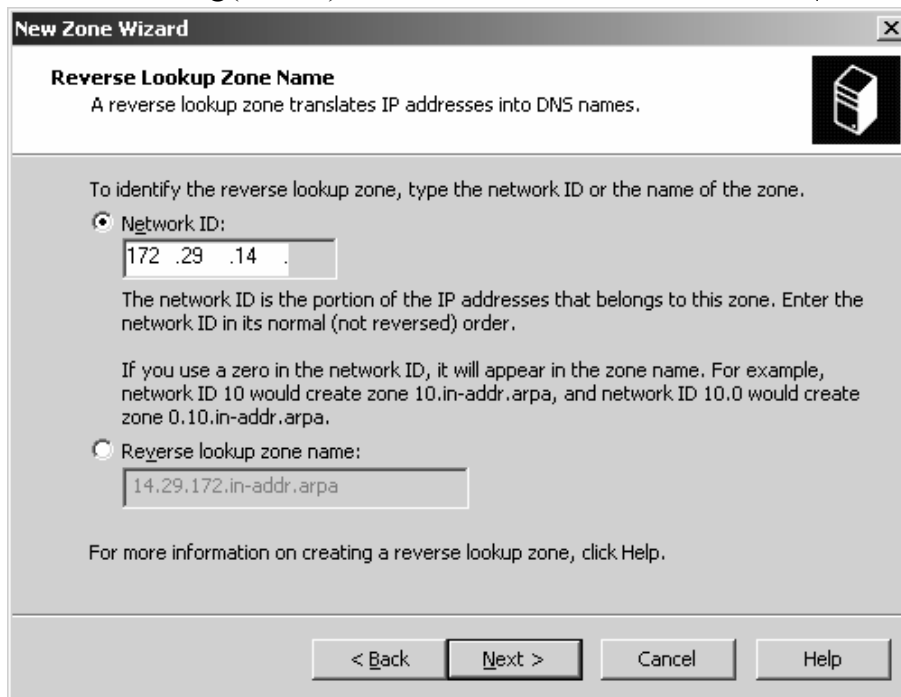 New Zone Wizard
Reverse Lookup Zone Name
A reverse lookup zone translates IP addresses into DNS names.
To identify the reverse lookup zone, type the network ID or the name of the zone.
Network ID:
172 .29 .14 .
The network ID is the portion of the IP addresses that belongs to this zone. Enter the
network ID in its normal (not reversed) order.
If you use a zero in the network ID, it will appear in the zone name. For example,
network ID 10 would create zone 10.in-addr.arpa, and network ID 10.0 would create
zone 0.10.in-addr.arpa.
Reverse lookup zone name:
14.29.172.in-addr.arpa
For more information on creating a reverse lookup zone, click Help.
< Back Next > Cancel Help